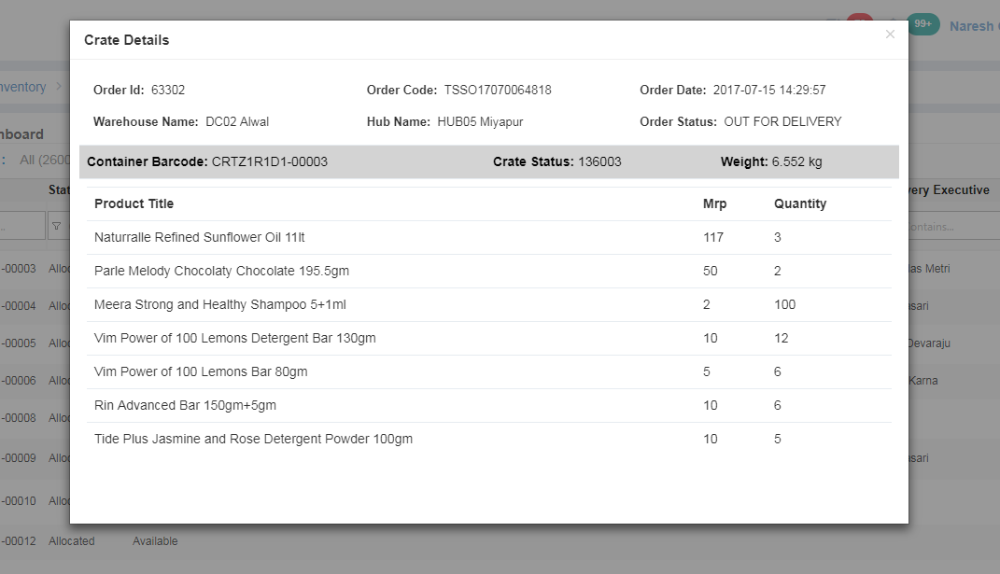 99+
Naresh
Crate Details
×
nventory
Order Id: 63302 Order Code: TSSO17070064818 Order Date: 2017-07-15 14:29:57
Warehouse Name: DC02 Alwal Hub Name: HUB05 Miyapur Order Status: OUT FOR DELIVERY
nboard
: All (2600
Container Barcode: CRTZ1R1D1-00003 Crate Status: 136003 Weight: 6.552 kg
Stat
very Executive
Product Title Mrp Quantity
ontains...
Naturralle Refined Sunflower Oil 11lt 117 3
-00003 Alloc
las Metri
Parle Melody Chocolaty Chocolate 195.5gm 50 2
-00004 Alloc
sari
Meera Strong and Healthy Shampoo 5+1ml 2 100
-00005 Alloc
Devaraju
Vim Power of 100 Lemons Detergent Bar 130gm 10 12
-00006 Alloc
Karna
Vim Power of 100 Lemons Bar 80gm 5 6
-00008 Alloc
Rin Advanced Bar 150gm+5gm 10 6
-00009 Alloc
sari
Tide Plus Jasmine and Rose Detergent Powder 100gm 10 5
-00010 Alloc
-00012 Allocated Available